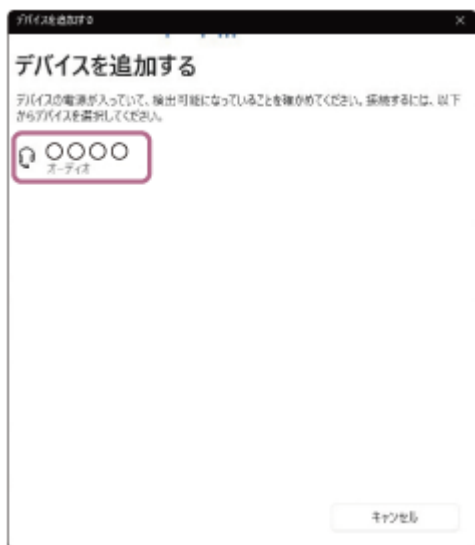 デバイスを追加する
デバイスを追加する
デバイスの電源が入っていて、検出可能になっていることを確かめてください。接続するには、以下
からデバイスを選択してください。
○○○○
オーディオ
キャンセル